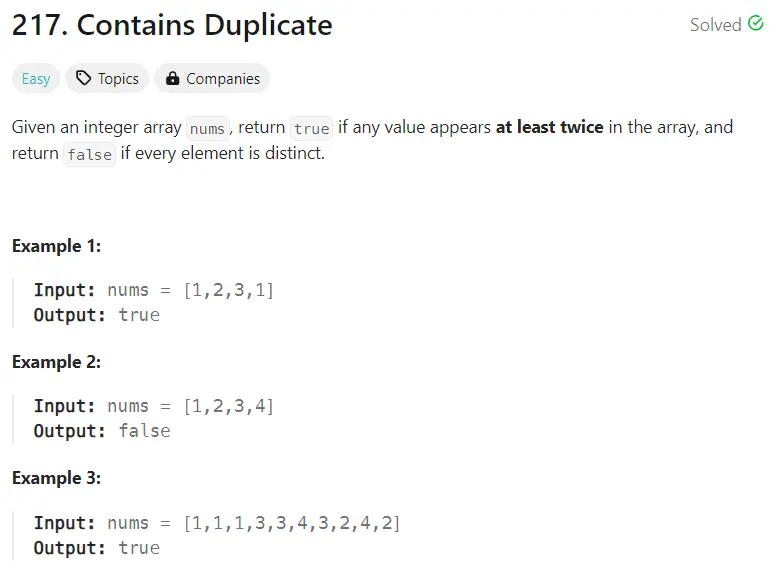 217. Contains Duplicate
Solved
Easy
Topics
Companies
Given an integer array nums, return true if any value appears at least twice in the array, and
return false if every element is distinct.
Example 1:
Input: nums = [1,2,3,1]
Output: true
Example 2:
Input: nums = [1,2,3,4]
Output: false
Example 3:
Input: nums = [1,1,1,3,3,4,3,2,4,2]
Output: true